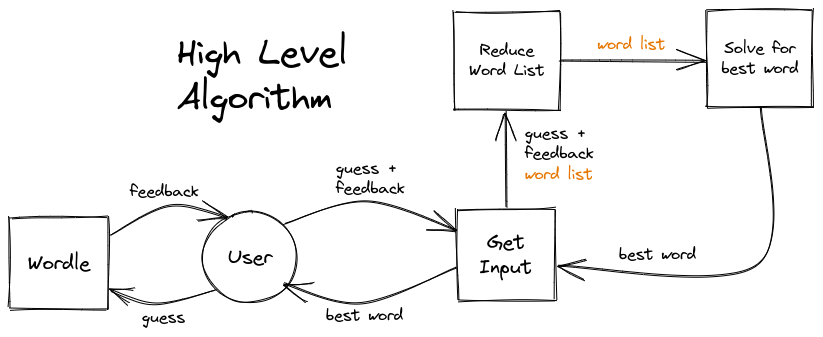 High Level
Algorithm
Reduce
Word List
word list
Solve for
best word
guess +
feedback
word list
guess +
feedback
feedback
Wordle
User
Get
Input
best word
guess
best word